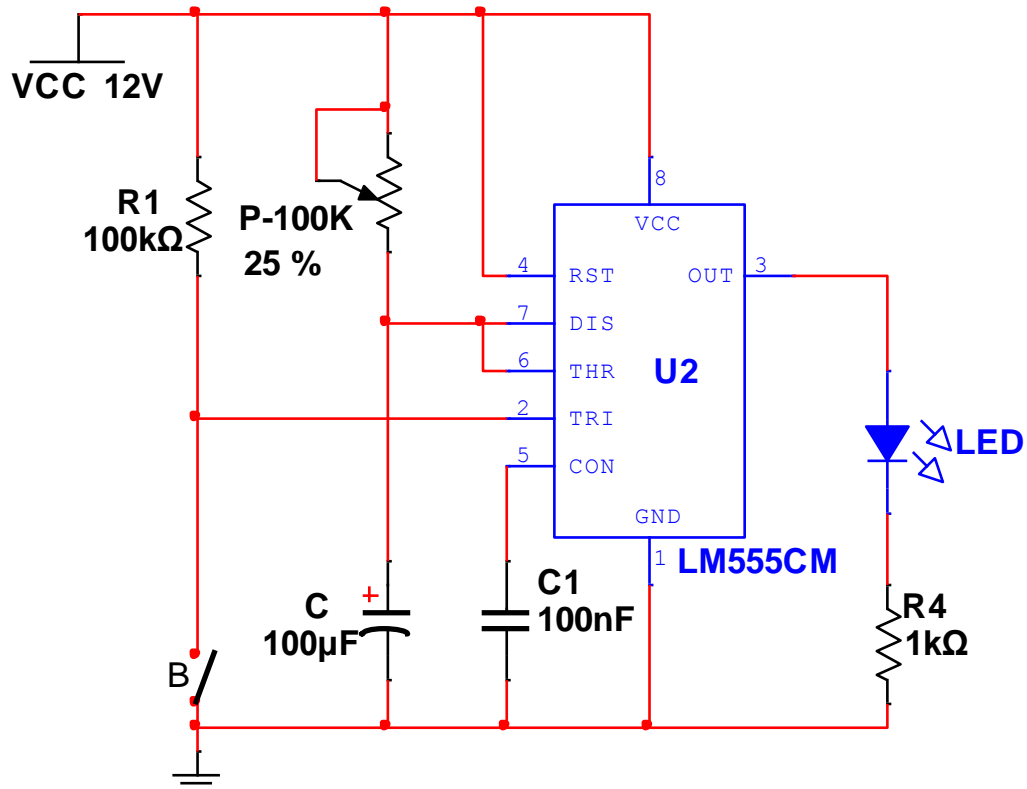 VCC 12V
R1
100kΩ
P-100K
25 %
8
VCC
4
RST
OUT
3
7
DIS
6
THR
U2
2
TRI
5
CON
GND
1
LM555CM
LED
C
100µF
C1
100nF
R4
1kΩ
B
+